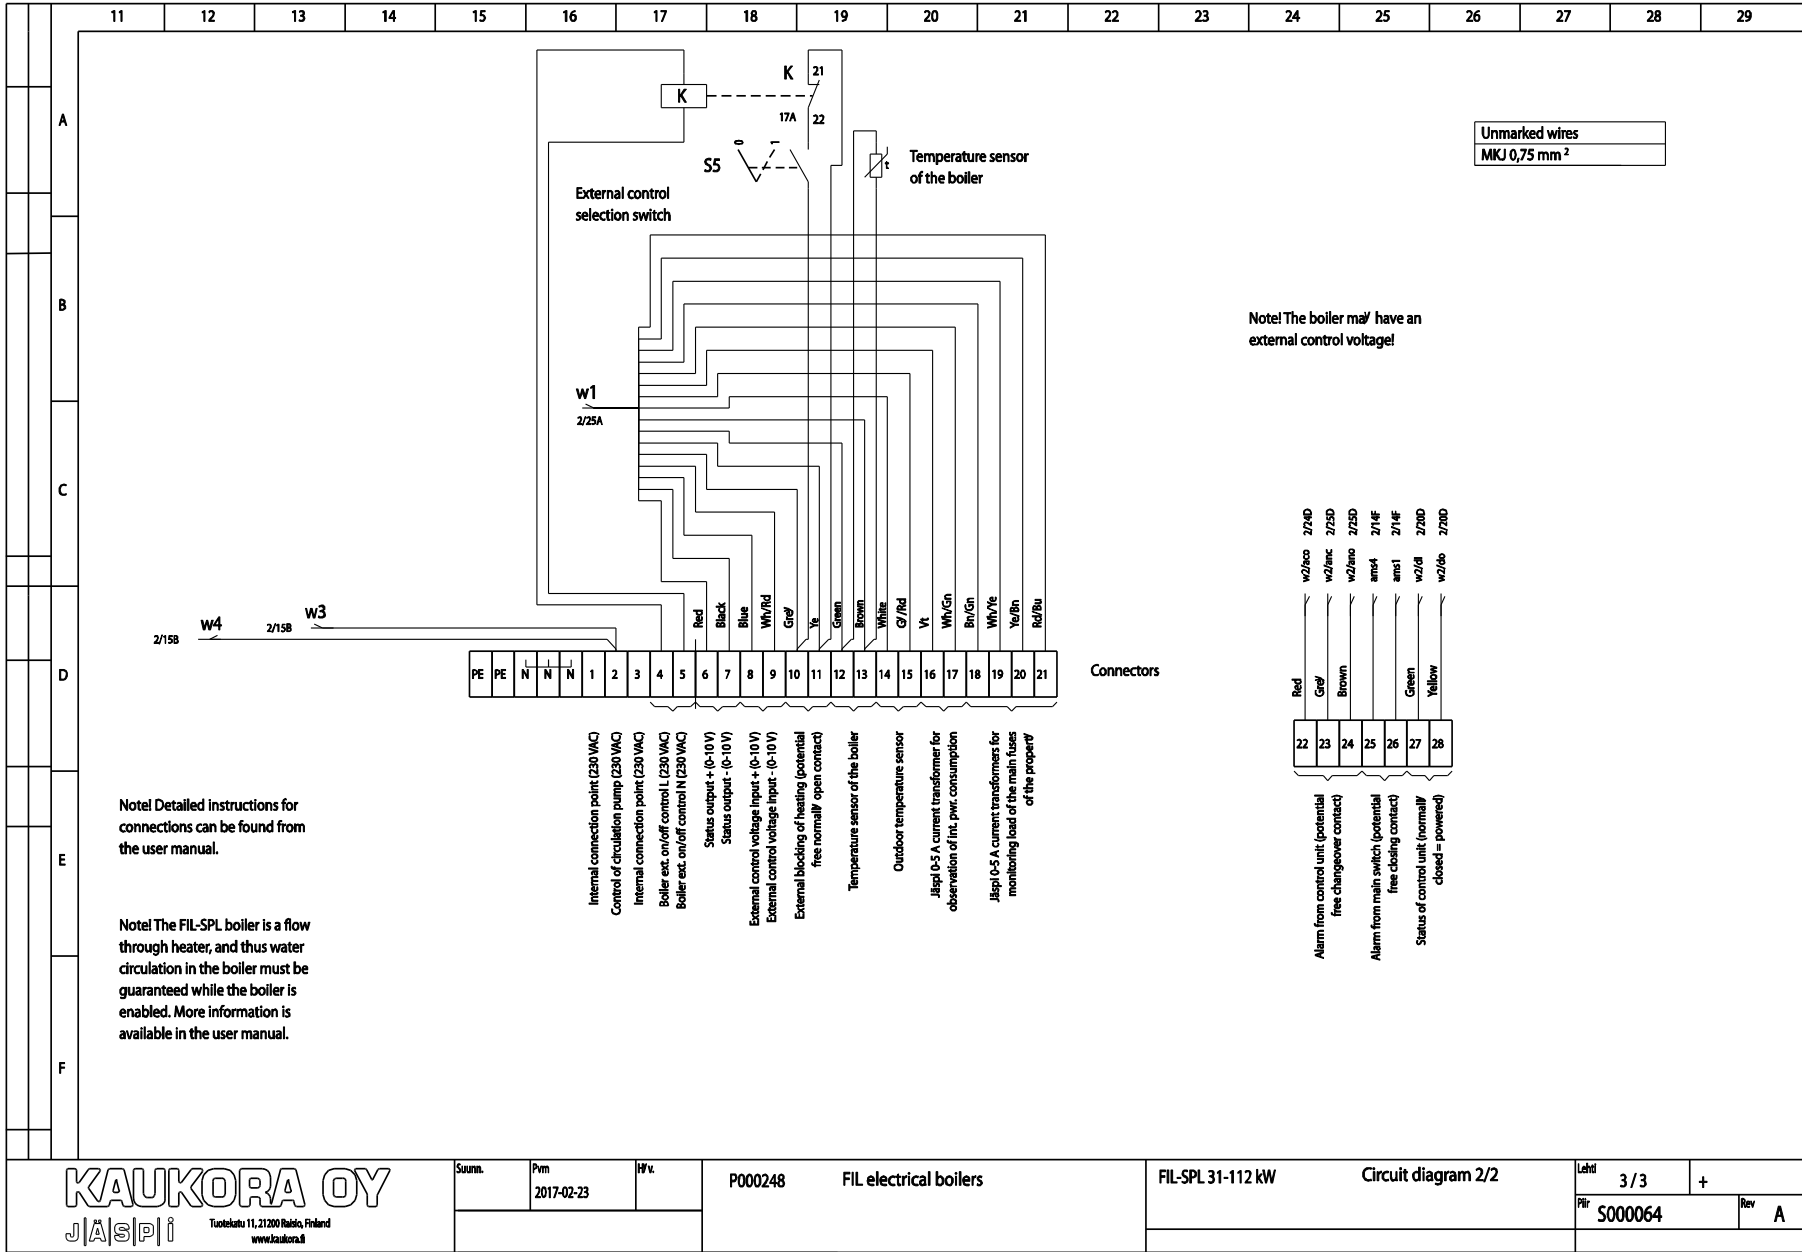 11 12 13 14 15 16 17 18 19 20 21 22 23 24 25 26 27 28 29
A
B
C
D
E
F
K
K
21
17A
22
0
1
S5
t
Temperature sensor
of the boiler
External control
selection switch
Unmarked wires
MKJ 0,75 mm 2
Note! The boiler may have an
external control voltage!
w1
2/25A
w4
2/15B
w3
2/15B
Red
Black
Blue
Wh/Rd
Grey
Ye
Green
Brown
White
Gy/Rd
Vt
Wh/Gn
Bn/Gn
Wh/Ye
Ye/Bn
Rd/Bu
PE PE N N N 1 2 3 4 5 6 7 8 9 10 11 12 13 14 15 16 17 18 19 20 21
Connectors
Internal connection point (230 VAC)
Control of circulation pump (230 VAC)
Internal connection point (230 VAC)
Boiler ext. on/off control L (230 VAC)
Boiler ext. on/off control N (230 VAC)
Status output + (0-10 V)
Status output - (0-10 V)
External control voltage input + (0-10 V)
External control voltage input - (0-10 V)
External blocking of heating (potential
free normally open contact)
Temperature sensor of the boiler
Outdoor temperature sensor
Jäspi 0-5 A current transformer for
observation of int. pwr. consumption
Jäspi 0-5 A current transformers for
monitoring load of the main fuses
of the property
w2/aco 2/24D
w2/anc 2/25D
w2/ano 2/25D
ams4 2/14F
ams1 2/14F
w2/di 2/20D
w2/do 2/20D
Red
Grey
Brown
Green
Yellow
22 23 24 25 26 27 28
Alarm from control unit (potential
free changeover contact)
Alarm from main switch (potential
free closing contact)
Status of control unit (normally
closed = powered)
Note! Detailed instructions for
connections can be found from
the user manual.
Note! The FIL-SPL boiler is a flow
through heater, and thus water
circulation in the boiler must be
guaranteed while the boiler is
enabled. More information is
available in the user manual.
KAUKORA OY
JÄSPI
Tuotekatu 11, 21200 Raisio, Finland
www.kaukora.fi
Suunn.
Pvm
2017-02-23
Hyv.
P000248
FIL electrical boilers
FIL-SPL 31-112 kW
Circuit diagram 2/2
Lehti
3 / 3
+
Piir
S000064
Rev
A